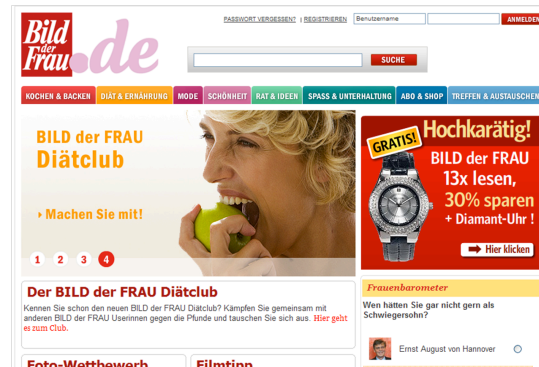 PASSWORT VERGESSEN? | REGISTRIEREN Benutzername ANMELDEN
Bild der Frau.de
SUCHE
KOCHEN & BACKEN DIÄT & ERNÄHRUNG MODE SCHÖNHEIT RAT & IDEEN SPASS & UNTERHALTUNG ABO & SHOP TREFFEN & AUSTAUSCHEN
BILD der FRAU
Diätclub
Machen Sie mit!
1 2 3 4
GRATIS!
Hochkarätig!
BILD der FRAU
13x lesen,
30% sparen
+ Diamant-Uhr !
Hier klicken
Der BILD der FRAU Diätclub
Kennen Sie schon den neuen BILD der FRAU Diätclub? Kämpfen Sie gemeinsam mit
anderen BILD der FRAU Userinnen gegen die Pfunde und tauschen Sie sich aus. Hier geht
es zum Club.
Frauenbarometer
Wen hätten Sie gar nicht gern als
Schwiegersohn?
Ernst August von Hannover
Foto-Wettbewerb
Filmtipp